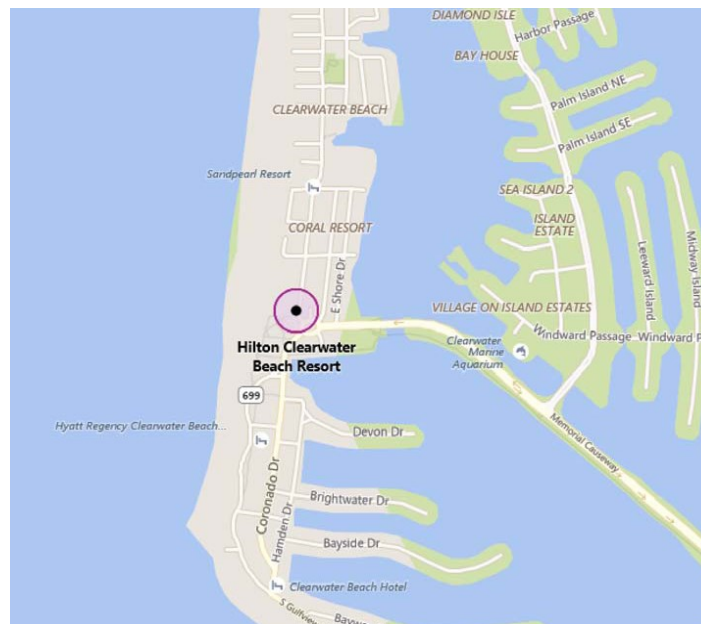 DIAMOND ISLE
Harbor Passage
BAY HOUSE
Palm Island NE
CLEARWATER BEACH
Palm Island SE
Sandpearl Resort
SEA ISLAND 2
ISLAND
ESTATE
CORAL RESORT
Leeward Island
Midway Island
E Shore Dr
VILLAGE ON ISLAND ESTATES
Windward Passage
Windward P
Clearwater
Marine
Aquarium
Hilton Clearwater
Beach Resort
699
Memorial Causeway
Hyatt Regency Clearwater Beach...
Devon Dr
Coronado Dr
Hamden Dr
Brightwater Dr
Bayside Dr
Clearwater Beach Hotel
S Gulfview
Bayw